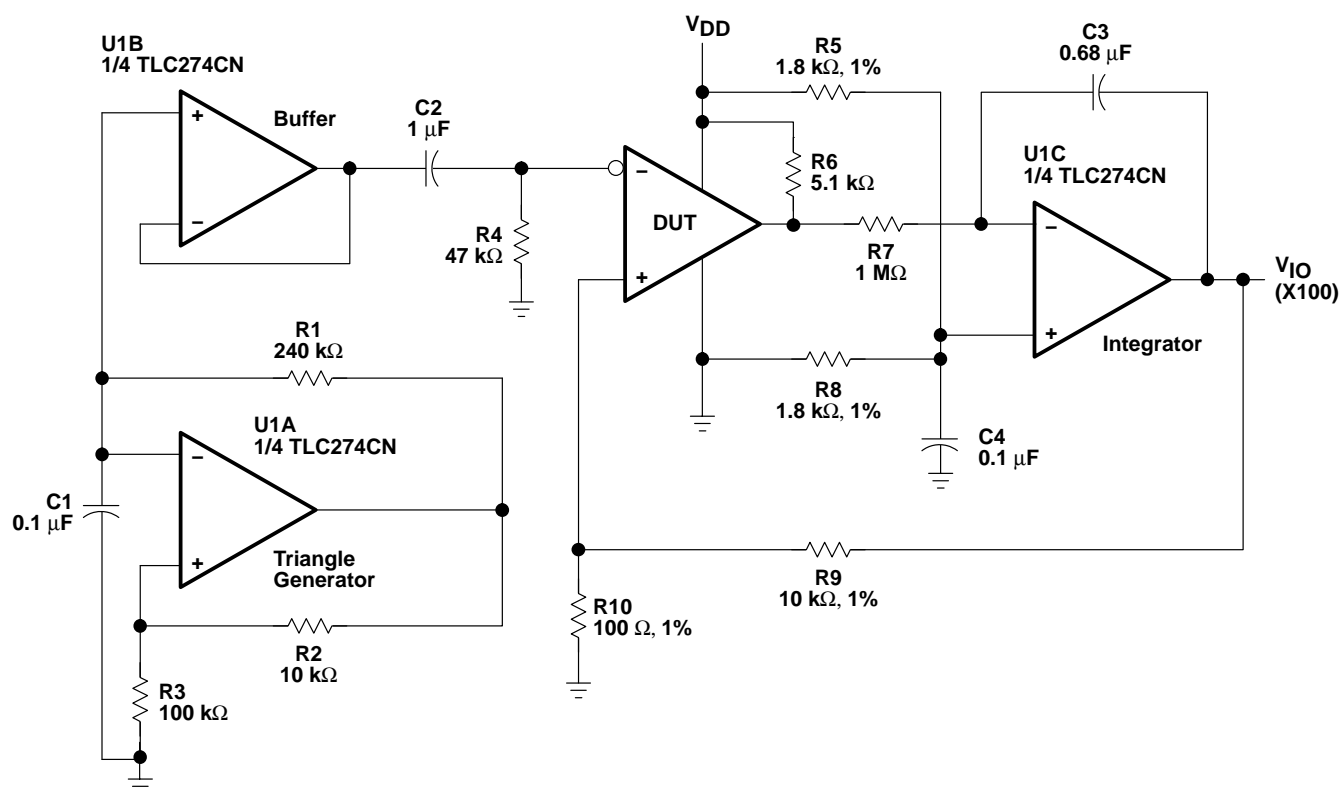 U1B
1/4 TLC274CN
+
−
Buffer
C2
1 µF
R4
47 kΩ
VDD
R5
1.8 kΩ, 1%
R6
5.1 kΩ
−
DUT
+
R7
1 MΩ
C3
0.68 µF
U1C
1/4 TLC274CN
−
+
Integrator
VIO
(X100)
R8
1.8 kΩ, 1%
C4
0.1 µF
R1
240 kΩ
U1A
1/4 TLC274CN
−
+
C1
0.1 µF
Triangle
Generator
R2
10 kΩ
R3
100 kΩ
R9
10 kΩ, 1%
R10
100 Ω, 1%